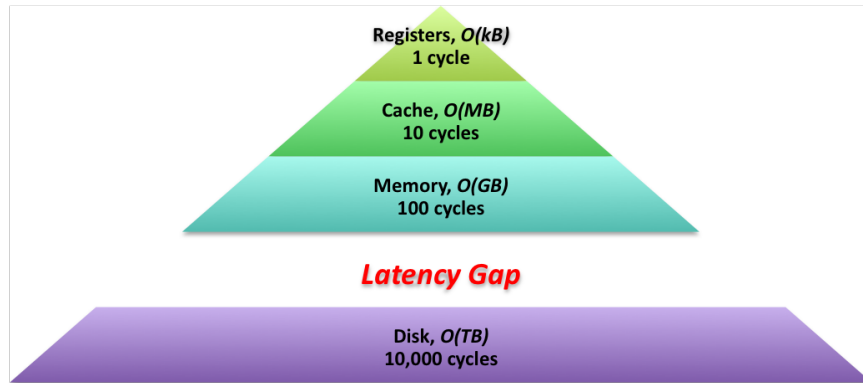 Registers, O(kB)
1 cycle
Cache, O(MB)
10 cycles
Memory, O(GB)
100 cycles
Latency Gap
Disk, O(TB)
10,000 cycles